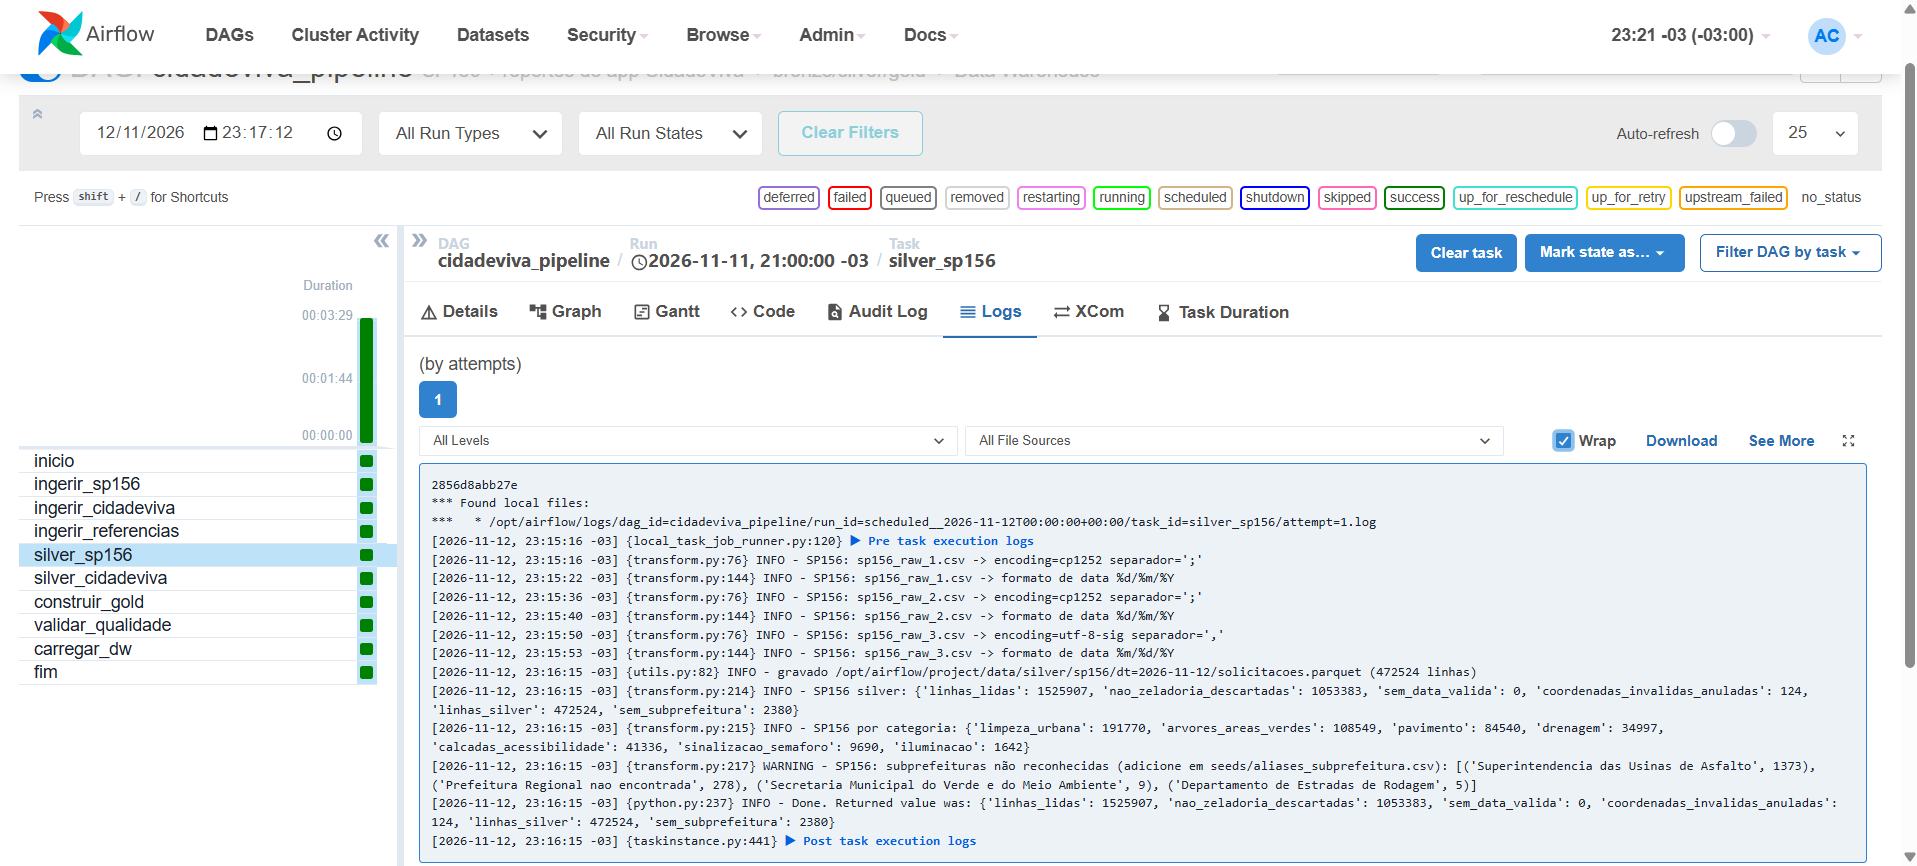 Airflow
DAGs
Cluster Activity
Datasets
Security
Browse
Admin
Docs
23:21 -03 (-03:00)
AC
12/11/2026 23:17:12
All Run Types
All Run States
Clear Filters
Auto-refresh
25
Press shift + / for Shortcuts
deferred
failed
queued
removed
restarting
running
scheduled
shutdown
skipped
success
up_for_reschedule
up_for_retry
upstream_failed
no_status
Duration
00:03:29
00:01:44
00:00:00
inicio
ingerir_sp156
ingerir_cidadeviva
ingerir_referencias
silver_sp156
silver_cidadeviva
construir_gold
validar_qualidade
carregar_dw
fim
DAG
cidadeviva_pipeline
/
Run
2026-11-11, 21:00:00 -03
/
Task
silver_sp156
Clear task
Mark state as...
Filter DAG by task
Details
Graph
Gantt
Code
Audit Log
Logs
XCom
Task Duration
(by attempts)
1
All Levels
All File Sources
Wrap
Download
See More
2856d8abb27e
*** Found local files:
***   * /opt/airflow/logs/dag_id=cidadeviva_pipeline/run_id=scheduled__2026-11-12T00:00:00+00:00/task_id=silver_sp156/attempt=1.log
[2026-11-12, 23:15:16 -03] {local_task_job_runner.py:120} ▶ Pre task execution logs
[2026-11-12, 23:15:16 -03] {transform.py:76} INFO - SP156: sp156_raw_1.csv -> encoding=cp1252 separador=';'
[2026-11-12, 23:15:22 -03] {transform.py:144} INFO - SP156: sp156_raw_1.csv -> formato de data %d/%m/%Y
[2026-11-12, 23:15:36 -03] {transform.py:76} INFO - SP156: sp156_raw_2.csv -> encoding=cp1252 separador=';'
[2026-11-12, 23:15:40 -03] {transform.py:144} INFO - SP156: sp156_raw_2.csv -> formato de data %d/%m/%Y
[2026-11-12, 23:15:50 -03] {transform.py:76} INFO - SP156: sp156_raw_3.csv -> encoding=utf-8-sig separador=','
[2026-11-12, 23:15:53 -03] {transform.py:144} INFO - SP156: sp156_raw_3.csv -> formato de data %m/%d/%Y
[2026-11-12, 23:16:15 -03] {utils.py:82} INFO - gravado /opt/airflow/project/data/silver/sp156/dt=2026-11-12/solicitacoes.parquet (472524 linhas)
[2026-11-12, 23:16:15 -03] {transform.py:214} INFO - SP156 silver: {'linhas_lidas': 1525907, 'nao_zeladoria_descartadas': 1053383, 'sem_data_valida': 0, 'coordenadas_invalidas_anuladas': 124,
'linhas_silver': 472524, 'sem_subprefeitura': 2380}
[2026-11-12, 23:16:15 -03] {transform.py:215} INFO - SP156 por categoria: {'limpeza_urbana': 191770, 'arvores_areas_verdes': 108549, 'pavimento': 84540, 'drenagem': 34997,
'calcadas_acessibilidade': 41336, 'sinalizacao_semaforo': 9690, 'iluminacao': 1642}
[2026-11-12, 23:16:15 -03] {transform.py:217} WARNING - SP156: subprefeituras não reconhecidas (adicione em seeds/aliases_subprefeitura.csv): [('Superintendencia das Usinas de Asfalto', 1373),
('Prefeitura Regional nao encontrada', 278), ('Secretaria Municipal do Verde e do Meio Ambiente', 9), ('Departamento de Estradas de Rodagem', 5)]
[2026-11-12, 23:16:15 -03] {python.py:237} INFO - Done. Returned value was: {'linhas_lidas': 1525907, 'nao_zeladoria_descartadas': 1053383, 'sem_data_valida': 0, 'coordenadas_invalidas_anuladas':
124, 'linhas_silver': 472524, 'sem_subprefeitura': 2380}
[2026-11-12, 23:16:15 -03] {taskinstance.py:441} ▶ Post task execution logs